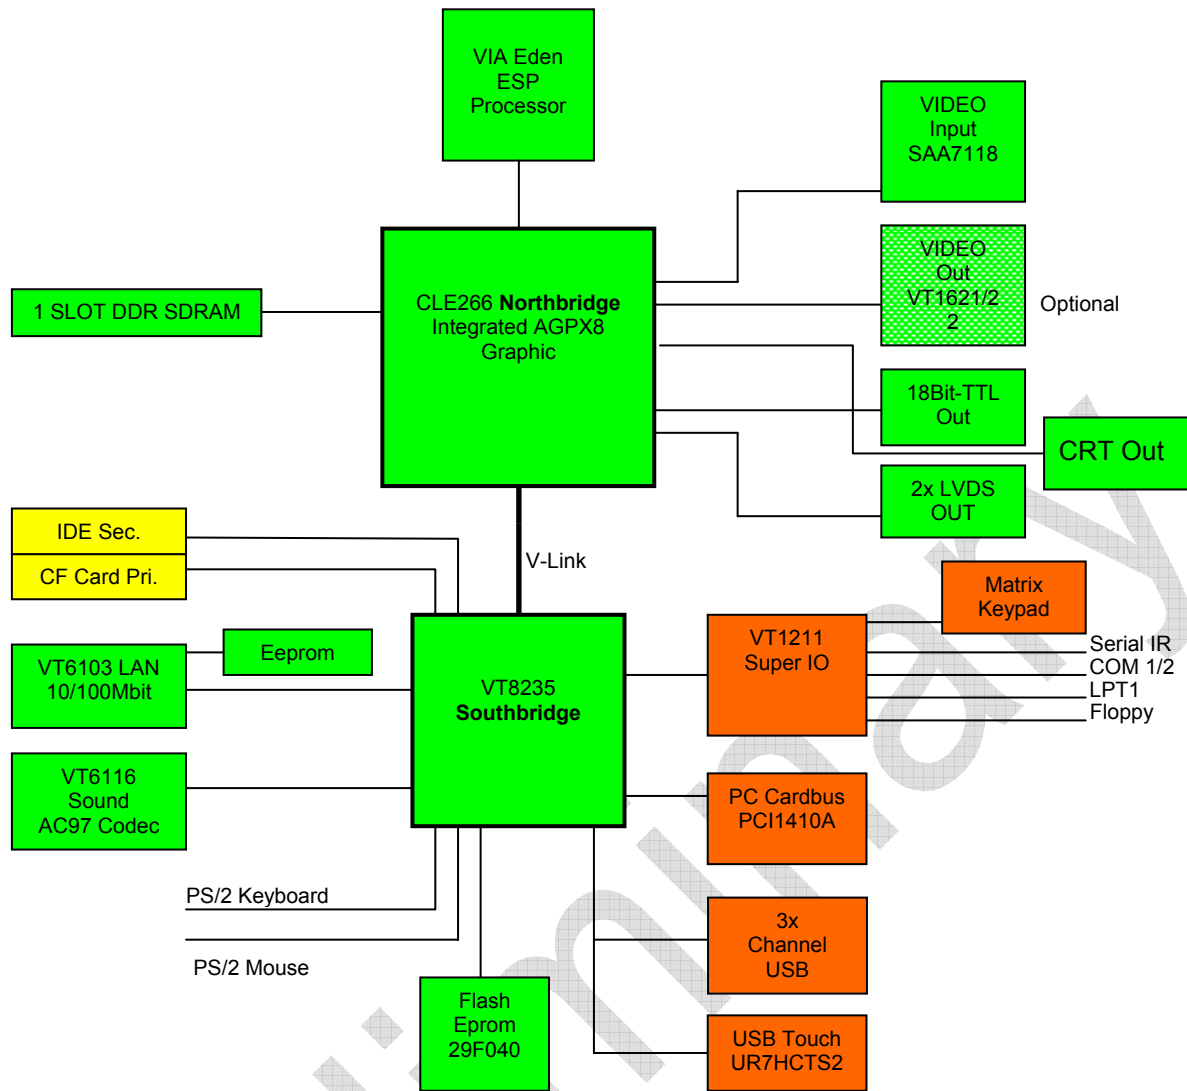 VIA Eden
ESP
Processor
VIDEO
Input
SAA7118
VIDEO
Out
VT1621/2
2
Optional
1 SLOT DDR SDRAM
CLE266 Northbridge
Integrated AGPX8
Graphic
18Bit-TTL
Out
CRT Out
2x LVDS
OUT
IDE Sec.
CF Card Pri.
V-Link
Matrix
Keypad
VT6103 LAN
10/100Mbit
Eeprom
VT8235
Southbridge
VT1211
Super IO
Serial IR
COM 1/2
LPT1
Floppy
VT6116
Sound
AC97 Codec
PC Cardbus
PCI1410A
PS/2 Keyboard
PS/2 Mouse
3x
Channel
USB
Flash
Eprom
29F040
USB Touch
UR7HCTS2
liminary